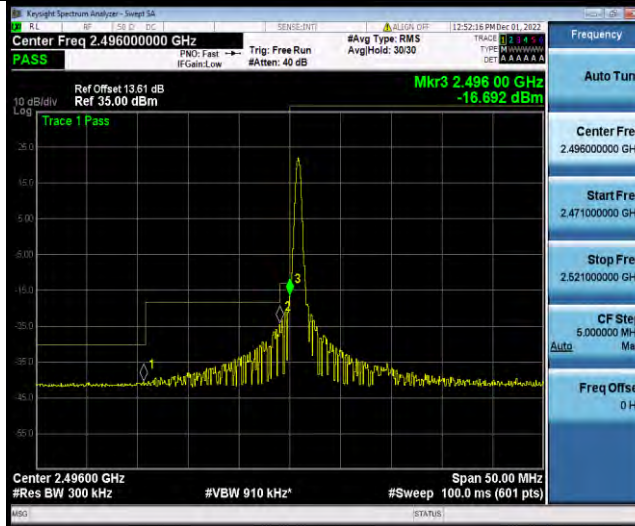 Keysight Spectrum Analyzer - Swept SA
RL RF 50 Ω DC SENSE:INT ALIGN OFF 12:52:16 PM Dec 01, 2022
Center Freq 2.496000000 GHz
PASS
PNO: Fast
IFGain:Low
Trig: Free Run
#Atten: 40 dB
#Avg Type: RMS
Avg|Hold: 30/30
TRACE 1 2 3 4 5 6
TYPE M WWWWW
DET A A A A A A
Ref Offset 13.61 dB
10 dB/div Ref 35.00 dBm
Log
Mkr3 2.496 00 GHz
-16.692 dBm
Trace 1 Pass
25.0
15.0
5.00
-5.00
-15.0
-25.0
-35.0
-45.0
-55.0
1
2
3
Center 2.49600 GHz
#Res BW 300 kHz
#VBW 910 kHz*
Span 50.00 MHz
#Sweep 100.0 ms (601 pts)
MSG
STATUS
Frequency
Auto Tun
Center Fre
2.496000000 GH
Start Fre
2.471000000 GH
Stop Fre
2.521000000 GH
CF Step
5.000000 MH
Auto Ma
Freq Offse
0 H